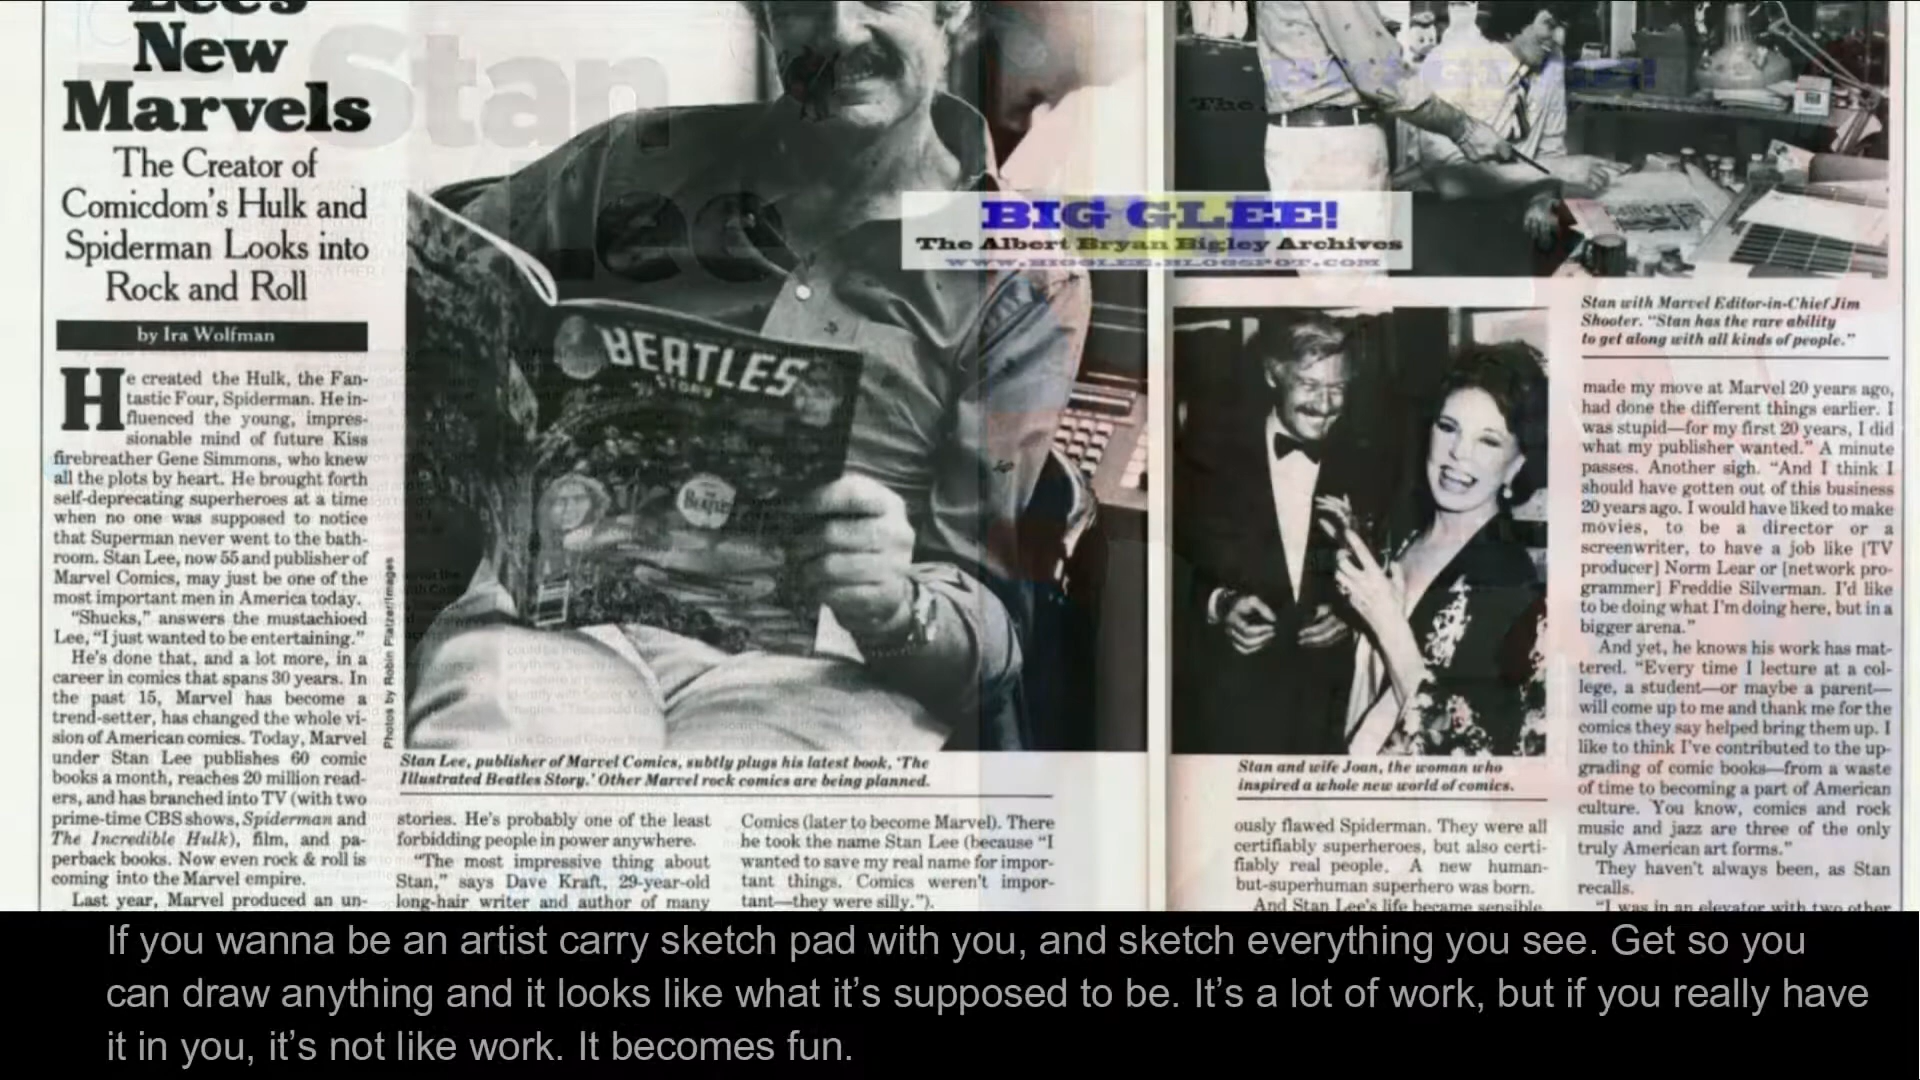 Lee's
New
Marvels
The Creator of
Comicdom's Hulk and
Spiderman Looks into
Rock and Roll
by Ira Wolfman
He created the Hulk, the Fan-
tastic Four, Spiderman. He in-
fluenced the young, impres-
sionable mind of future Kiss
firebreather Gene Simmons, who knew
all the plots by heart. He brought forth
self-deprecating superheroes at a time
when no one was supposed to notice
that Superman never went to the bath-
room. Stan Lee, now 55 and publisher of
Marvel Comics, may just be one of the
most important men in America today.
"Shucks," answers the mustachioed
Lee, "I just wanted to be entertaining."
He's done that, and a lot more, in a
career in comics that spans 30 years. In
the past 15, Marvel has become a
trend-setter, has changed the whole vi-
sion of American comics. Today, Marvel
under Stan Lee publishes 60 comic
books a month, reaches 20 million read-
ers, and has branched into TV (with two
prime-time CBS shows, Spiderman and
The Incredible Hulk), film, and pa-
perback books. Now even rock & roll is
coming into the Marvel empire.
Last year, Marvel produced an un-
Photos by Robin Platzer/Images
Stan
Lee
BEATLES
STORY
Stan Lee, publisher of Marvel Comics, subtly plugs his latest book, 'The
Illustrated Beatles Story.' Other Marvel rock comics are being planned.
stories. He's probably one of the least
forbidding people in power anywhere.
"The most impressive thing about
Stan," says Dave Kraft, 29-year-old
long-hair writer and author of many
Comics (later to become Marvel). There
he took the name Stan Lee (because "I
wanted to save my real name for impor-
tant things. Comics weren't impor-
tant—they were silly.").
BIG GLEE!
The Albert Bryan Bigley Archives
WWW.BIGGLEE.BLOGSPOT.COM
Stan and wife Joan, the woman who
inspired a whole new world of comics.
ously flawed Spiderman. They were all
certifiably superheroes, but also certi-
fiably real people. A new human-
but-superhuman superhero was born.
And Stan Lee's life became sensible.
Stan with Marvel Editor-in-Chief Jim
Shooter. "Stan has the rare ability
to get along with all kinds of people."
made my move at Marvel 20 years ago,
had done the different things earlier. I
was stupid—for my first 20 years, I did
what my publisher wanted." A minute
passes. Another sigh. "And I think I
should have gotten out of this business
20 years ago. I would have liked to make
movies, to be a director or a
screenwriter, to have a job like [TV
producer] Norm Lear or [network pro-
grammer] Freddie Silverman. I'd like
to be doing what I'm doing here, but in a
bigger arena."
And yet, he knows his work has mat-
tered. "Every time I lecture at a col-
lege, a student—or maybe a parent—
will come up to me and thank me for the
comics they say helped bring them up. I
like to think I've contributed to the up-
grading of comic books—from a waste
of time to becoming a part of American
culture. You know, comics and rock
music and jazz are three of the only
truly American art forms."
They haven't always been, as Stan
recalls.
"I was in an elevator with two other
If you wanna be an artist carry sketch pad with you, and sketch everything you see. Get so you
can draw anything and it looks like what it's supposed to be. It's a lot of work, but if you really have
it in you, it's not like work. It becomes fun.